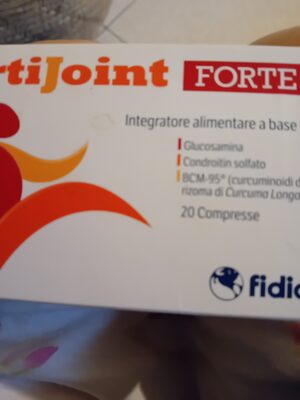 rtiJoint FORTE
Integratore alimentare a base
Glucosamina
Condroitin solfato
BCM-95® (curcuminoidi d
rizoma di Curcuma Longa
20 Compresse
fidia